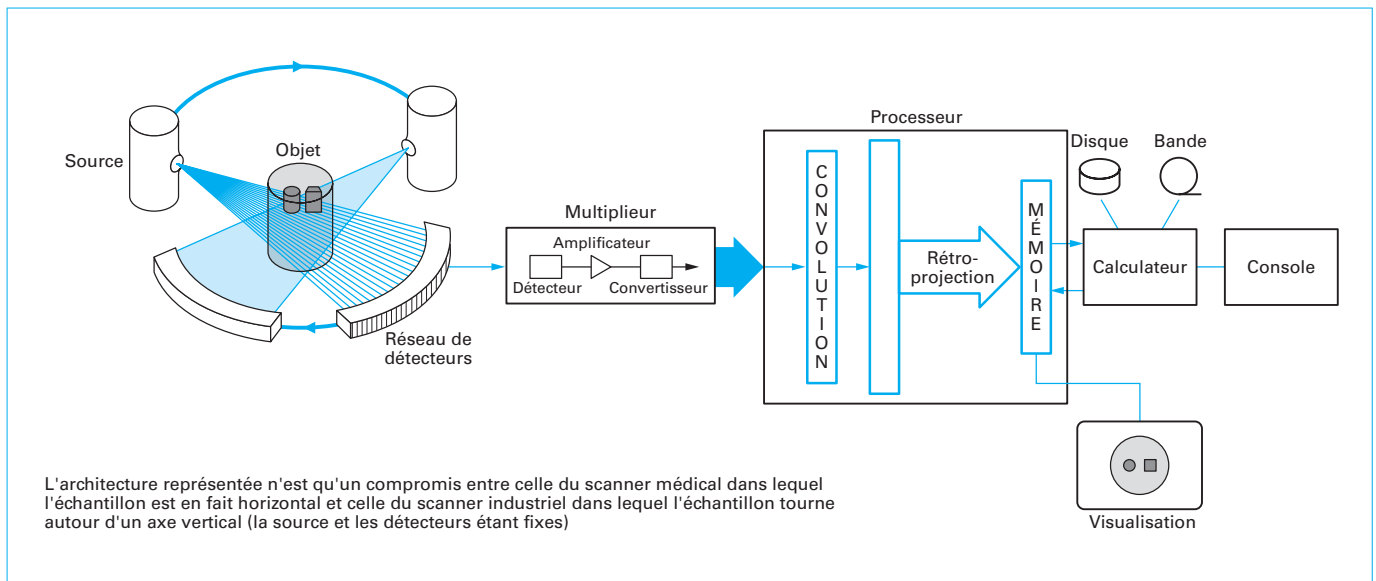 Source
Objet
Réseau de
détecteurs
Multiplieur
Amplificateur
Détecteur
Convertisseur
Processeur
CONVOLUTION
Rétro-
projection
MÉMOIRE
Disque
Bande
Calculateur
Console
Visualisation
L'architecture représentée n'est qu'un compromis entre celle du scanner médical dans lequel
l'échantillon est en fait horizontal et celle du scanner industriel dans lequel l'échantillon tourne
autour d'un axe vertical (la source et les détecteurs étant fixes)